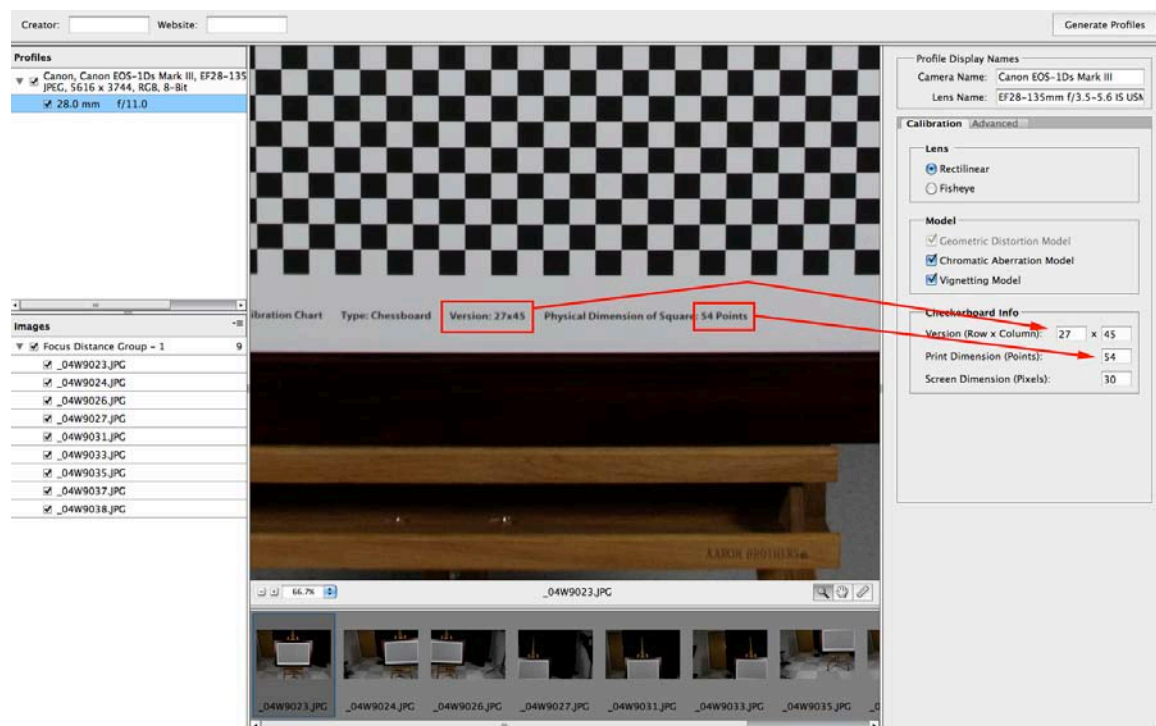 Creator:
Website:
Generate Profiles
Profiles
Canon, Canon EOS-1Ds Mark III, EF28-135
JPEG, 5616 x 3744, RGB, 8-Bit
28.0 mm f/11.0
Images
Focus Distance Group - 1 9
_04W9023.JPG
_04W9024.JPG
_04W9026.JPG
_04W9027.JPG
_04W9031.JPG
_04W9033.JPG
_04W9035.JPG
_04W9037.JPG
_04W9038.JPG
ibration Chart Type: Chessboard Version: 27x45 Physical Dimension of Square: 54 Points
AARON BROTHERS
66.7%
_04W9023.JPG
_04W9023.JPG _04W9024.JPG _04W9026.JPG _04W9027.JPG _04W9031.JPG _04W9033.JPG _04W9035.JPG _0
Profile Display Names
Camera Name: Canon EOS-1Ds Mark III
Lens Name: EF28-135mm f/3.5-5.6 IS USM
Calibration Advanced
Lens
Rectilinear
Fisheye
Model
Geometric Distortion Model
Chromatic Aberration Model
Vignetting Model
Checkerboard Info
Version (Row x Column): 27 x 45
Print Dimension (Points): 54
Screen Dimension (Pixels): 30